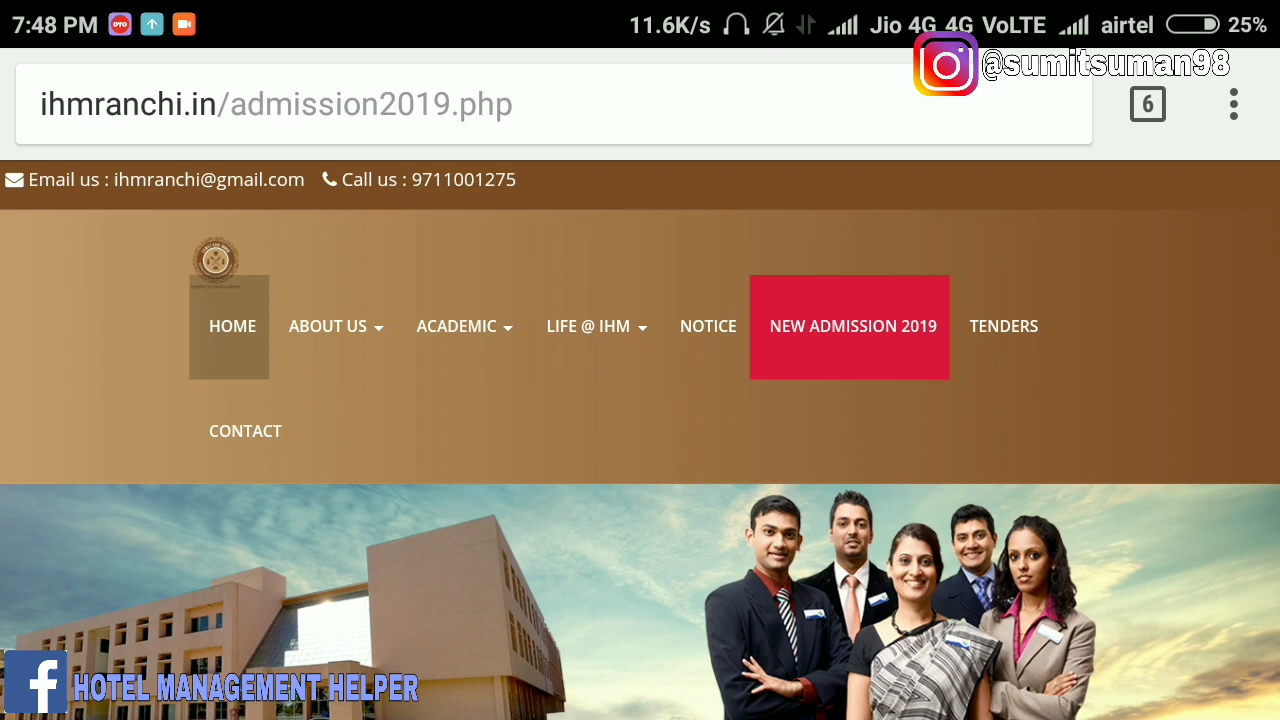 7:48 PM OYO 11.6K/s Jio 4G 4G VoLTE airtel 25%
@sumitsuman98
ihmranchi.in/admission2019.php 6
Email us : ihmranchi@gmail.com Call us : 9711001275
HOME ABOUT US ACADEMIC LIFE @ IHM NOTICE NEW ADMISSION 2019 TENDERS
CONTACT
f HOTEL MANAGEMENT HELPER